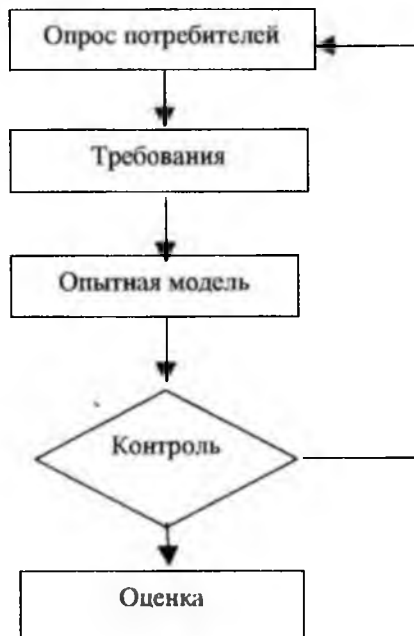 Опрос потребителей
Требования
Опытная модель
Контроль
Оценка